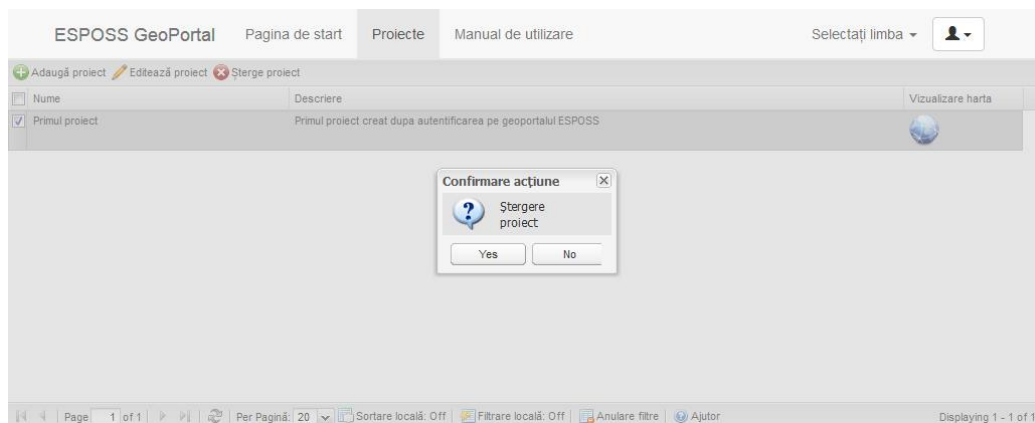 ESPOSS GeoPortal Pagina de start Proiecte Manual de utilizare Selectați limba
Adaugă proiect Editează proiect Șterge proiect
Nume Descriere Vizualizare harta
Primul proiect Primul proiect creat dupa autentificarea pe geoportalul ESPOSS
Confirmare acţiune
Ştergere
proiect
Yes No
Page 1 of 1 Per Pagină: 20 Sortare locală: Off Filtrare locală: Off Anulare filtre Ajutor Displaying 1 - 1 of 1